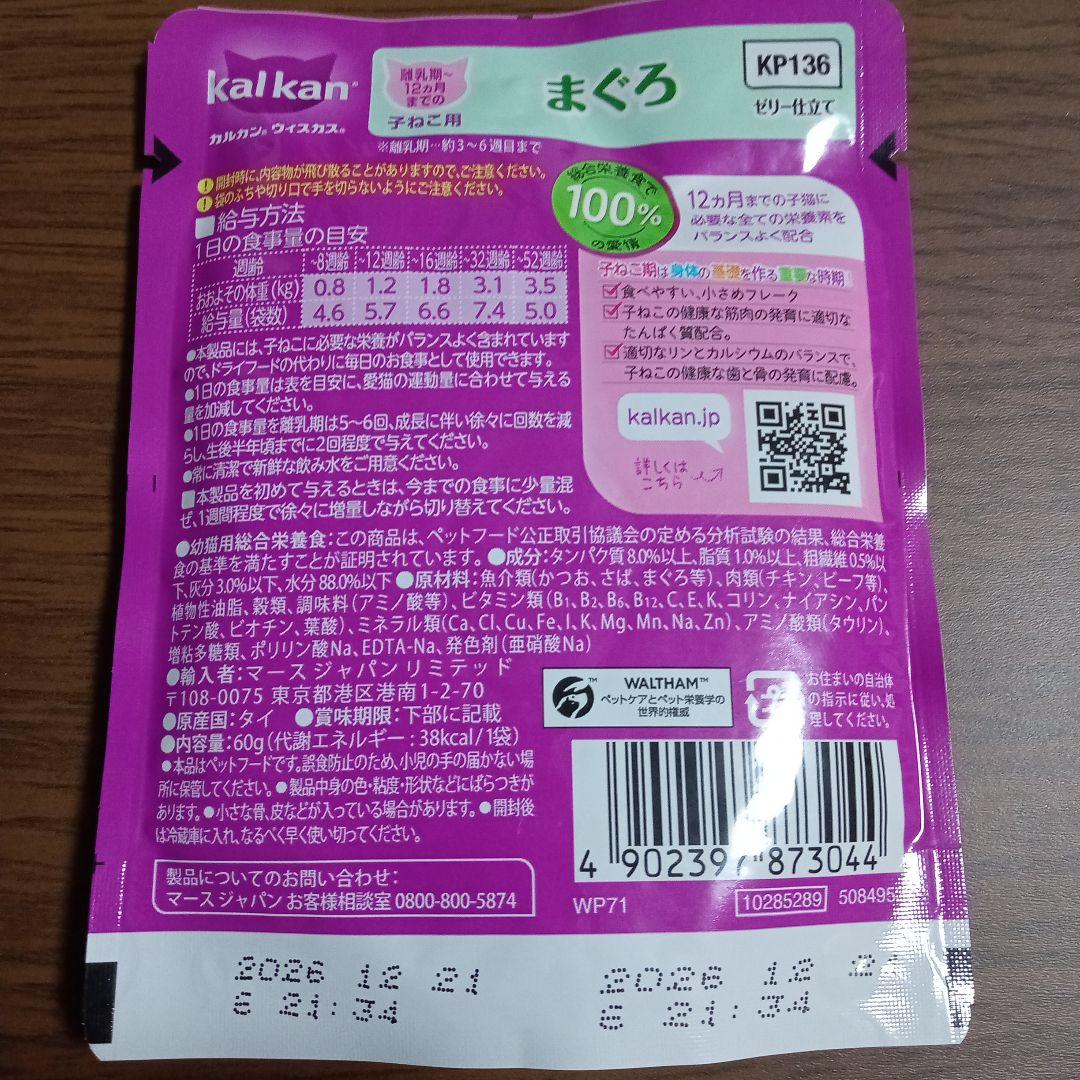 kal kan®
カルカン® ウィスカス®
離乳期~
12ヵ月
までの
子ねこ用
まぐろ
KP136
ゼリー仕立て
※離乳期…約3~6週目まで
開封時に、内容物が飛び散ることがありますので、ご注意ください。
袋のふちや切り口で手を切らないようにご注意ください。
■給与方法
1日の食事量の目安
週齢 ~8週齢 ~12週齢 ~16週齢 ~32週齢 ~52週齢
おおよその体重(kg) 0.8 1.2 1.8 3.1 3.5
給与量(袋数) 4.6 5.7 6.6 7.4 5.0
●本製品には、子ねこに必要な栄養がバランスよく含まれています
ので、ドライフードの代わりに毎日のお食事として使用できます。
●1日の食事量は表を目安に、愛猫の運動量に合わせて与える
量を加減してください。
●1日の食事量を離乳期は5~6回、成長に伴い徐々に回数を減
らし、生後半年頃までに2回程度で与えてください。
●常に清潔で新鮮な飲み水をご用意ください。
■本製品を初めて与えるときは、今までの食事に少量混
ぜ、1週間程度で徐々に増量しながら切り替えてください。
総合栄養食で
100%
の愛情
12ヵ月までの子猫に
必要な全ての栄養素を
バランスよく配合
子ねこ期は身体の基礎を作る重要な時期
食べやすい、小さめフレーク
子ねこの健康な筋肉の発育に適切な
たんぱく質配合。
適切なリンとカルシウムのバランスで、
子ねこの健康な歯と骨の発育に配慮。
kalkan.jp
詳しくは
こちら
●幼猫用総合栄養食:この商品は、ペットフード公正取引協議会の定める分析試験の結果、総合栄養
食の基準を満たすことが証明されています。●成分:タンパク質8.0%以上、脂質1.0%以上、粗繊維0.5%以
下、灰分3.0%以下、水分88.0%以下●原材料:魚介類(かつお、さば、まぐろ等)、肉類(チキン、ビーフ等)、
植物性油脂、穀類、調味料(アミノ酸等)、ビタミン類(B1、B2、B6、B12、C、E、K、コリン、ナイアシン、パン
トテン酸、ビオチン、葉酸)、ミネラル類(Ca、Cl、Cu、Fe、I、K、Mg、Mn、Na、Zn)、アミノ酸類(タウリン)、
増粘多糖類、ポリリン酸Na、EDTA-Na、発色剤(亜硝酸Na)
●輸入者:マース ジャパン リミテッド
〒108-0075 東京都港区港南1-2-70
●原産国:タイ ●賞味期限:下部に記載
●内容量:60g(代謝エネルギー:38kcal/1袋)
●本品はペットフードです。誤食防止のため、小児の手の届かない場
所に保管してください。●製品中身の色・粘度・形状などにばらつきが
あります。●小さな骨、皮などが入っている場合があります。●開封後
は冷蔵庫に入れ、なるべく早く使い切ってください。
WALTHAM™
ペットケアとペット栄養学の
世界的権威
プラ
お住まいの自治体
の指示に従い、処
理してください。
4 902397 873044
製品についてのお問い合わせ:
マース ジャパン お客様相談室 0800-800-5874
WP71
10285289
508495
2026 12 21
E 21:34
2026 12 21
E 21:34